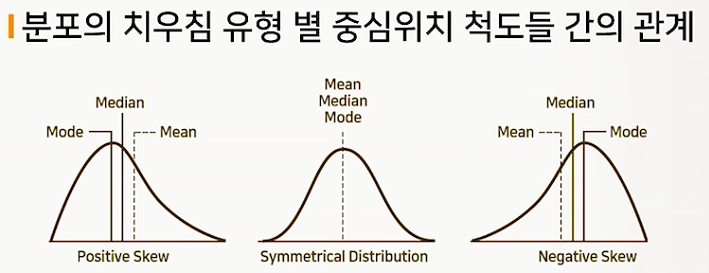 분포의 치우침 유형 별 중심위치 척도들 간의 관계
Median
Mode
Mean
Positive Skew
Mean
Median
Mode
Symmetrical Distribution
Median
Mean
Mode
Negative Skew